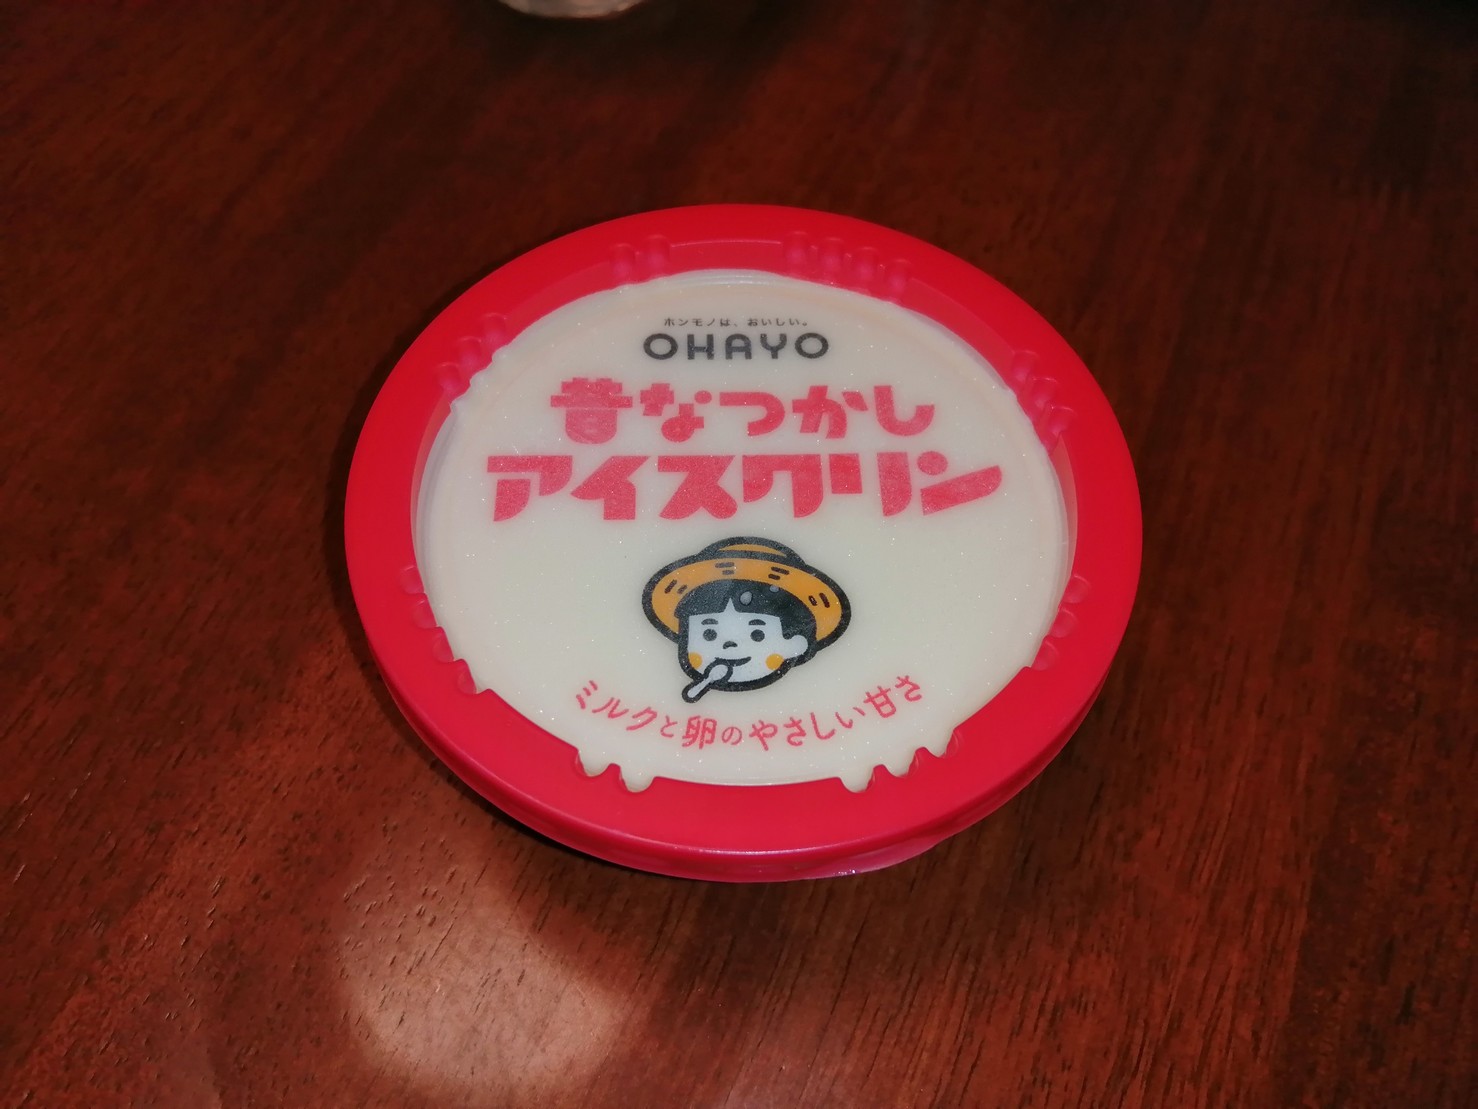 ホンモノは、おいしい。
OHAYO
昔なつかし
アイスクリン
ミルクと卵のやさしい甘さ